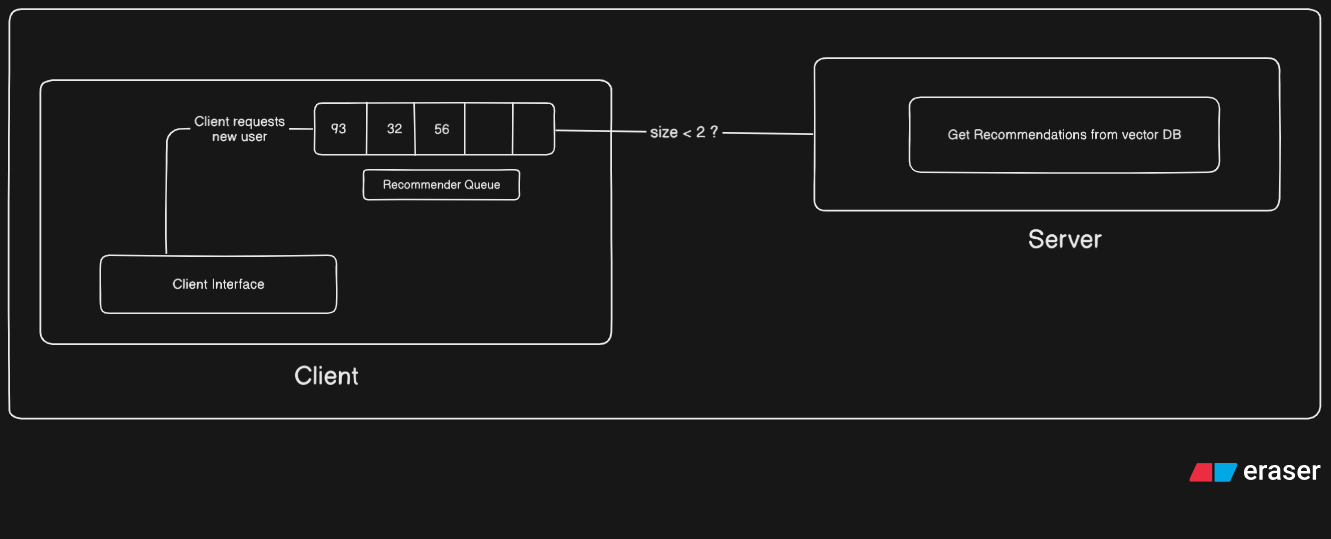 Client requests
new user
93 32 56
size < 2 ?
Get Recommendations from vector DB
Recommender Queue
Server
Client Interface
Client
eraser